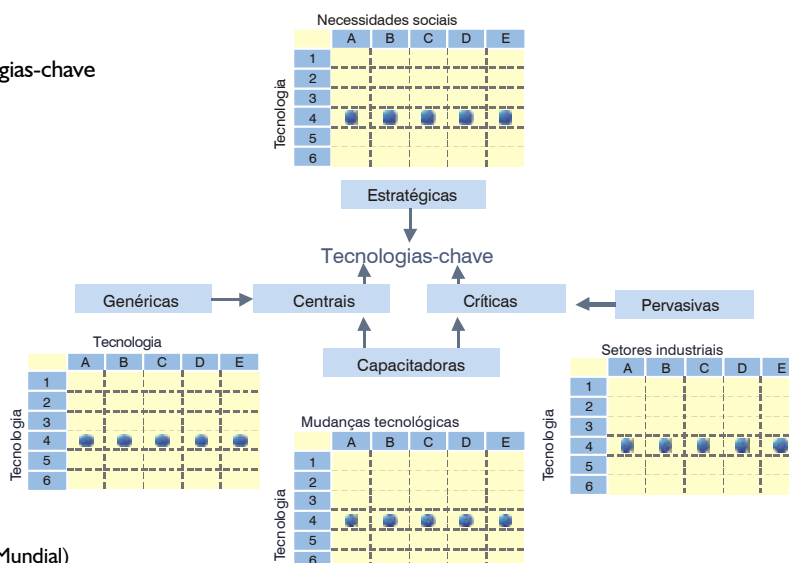 Necessidades sociais
A B C D E
gias-chave
Tecnologia
1
2
3
4
5
6
Estratégicas
Tecnologias-chave
Genéricas
Centrais
Críticas
Pervasivas
Capacitadoras
Tecnologia
A B C D E
Tecnologia
1
2
3
4
5
6
Mudanças tecnológicas
A B C D E
Tecnologia
1
2
3
4
5
6
Setores industriais
A B C D E
Tecnologia
1
2
3
4
5
6
Mundial)